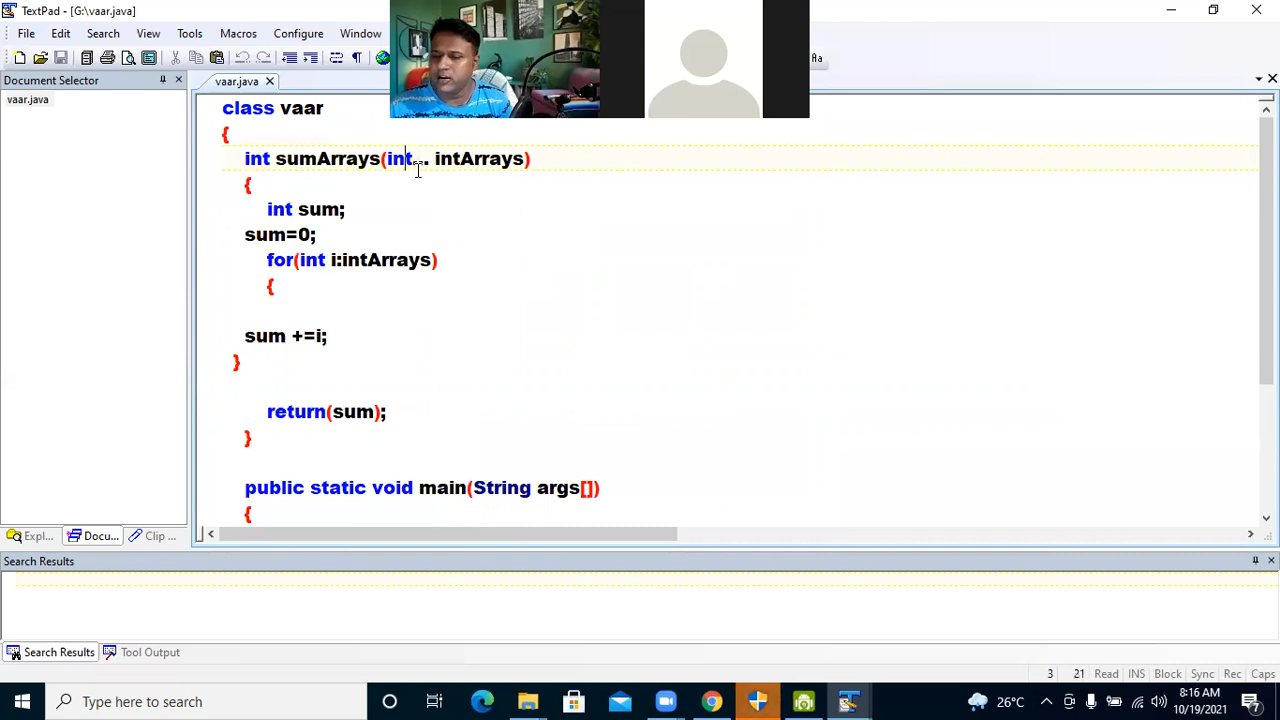 TextPad - [G:\vaar.java]
File Edit Search View Tools Macros Configure Window
Document Selector
vaar.java
vaar.java
class vaar
{
int sumArrays(int... intArrays)
{
int sum;
sum=0;
for(int i:intArrays)
{
sum +=i;
}
return(sum);
}
public static void main(String args[])
{
Expl... Docu... Clip ...
Search Results
Search Results Tool Output
3 21 Read INS Block Sync Rec Caps
Type here to search
26°C
8:16 AM
10/19/2021
7